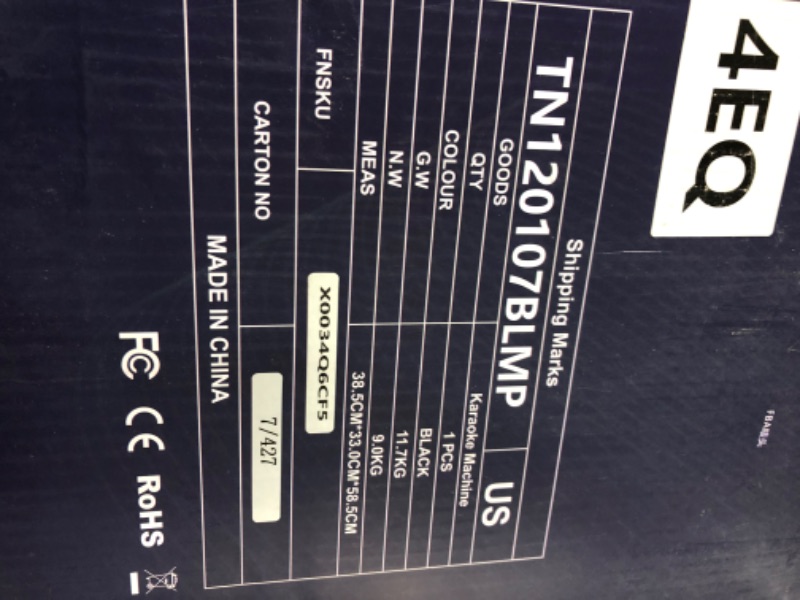 4EQ
Shipping Marks
TN120107BLMP US
GOODS Karaoke Machine
QTY 1 PCS
COLOUR BLACK
G.W 11.7KG
N.W 9.0KG
MEAS 38.5CM*33.0CM*58.5CM
FNSKU X0034Q6CF5
CARTON NO 7/427
MADE IN CHINA
FC CE RoHS